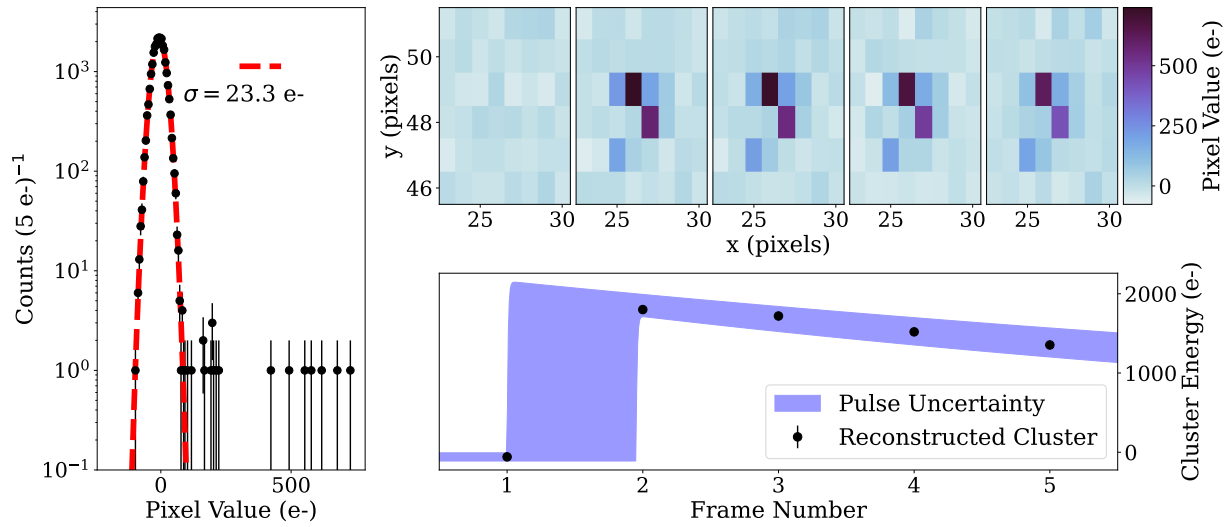 Counts (5 e-)⁻¹
10³
10²
10¹
10⁰
10⁻¹
σ = 23.3 e-
0 500
Pixel Value (e-)
y (pixels)
50
48
46
25 30 25 30 25 30 25 30 25 30
x (pixels)
500
250
0
Pixel Value (e-)
2000
1000
0
Cluster Energy (e-)
Pulse Uncertainty
Reconstructed Cluster
1 2 3 4 5
Frame Number